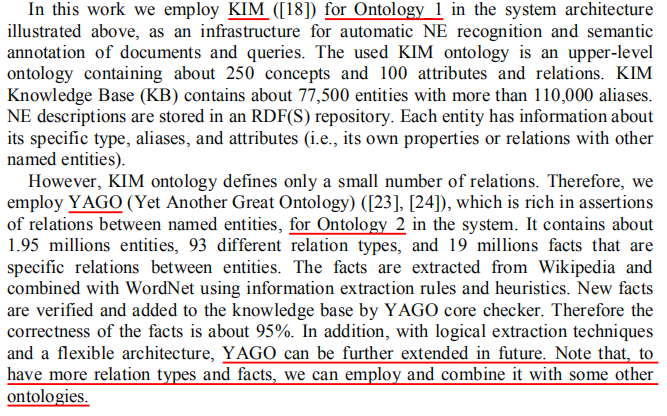 In this work we employ KIM ([18]) for Ontology_1 in the system architecture
illustrated above, as an infrastructure for automatic NE recognition and semantic
annotation of documents and queries. The used KIM ontology is an upper-level
ontology containing about 250 concepts and 100 attributes and relations. KIM
Knowledge Base (KB) contains about 77,500 entities with more than 110,000 aliases.
NE descriptions are stored in an RDF(S) repository. Each entity has information about
its specific type, aliases, and attributes (i.e., its own properties or relations with other
named entities).
However, KIM ontology defines only a small number of relations. Therefore, we
employ YAGO (Yet Another Great Ontology) ([23], [24]), which is rich in assertions
of relations between named entities, for Ontology_2 in the system. It contains about
1.95 millions entities, 93 different relation types, and 19 millions facts that are
specific relations between entities. The facts are extracted from Wikipedia and
combined with WordNet using information extraction rules and heuristics. New facts
are verified and added to the knowledge base by YAGO core checker. Therefore the
correctness of the facts is about 95%. In addition, with logical extraction techniques
and a flexible architecture, YAGO can be further extended in future. Note that, to
have more relation types and facts, we can employ and combine it with some other
ontologies.